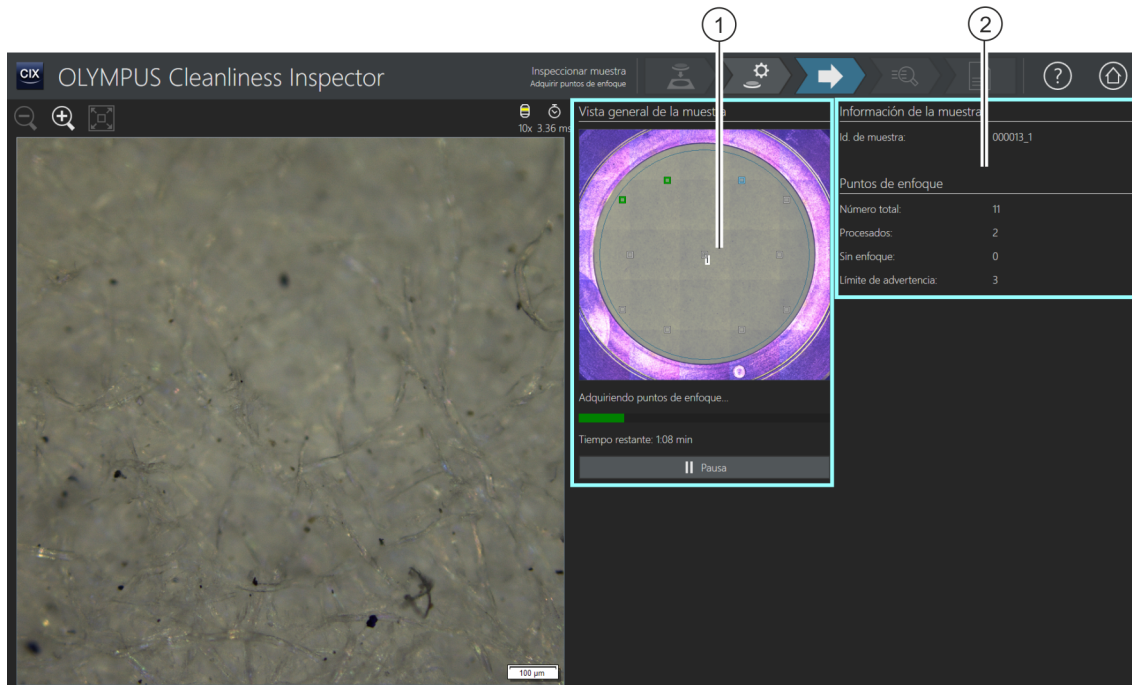 1
2
CIX
OLYMPUS Cleanliness Inspector
Inspeccionar muestra
Adquirir puntos de enfoque
?
10x 3.36 ms
Vista general de la muestra
1
Adquiriendo puntos de enfoque...
Tiempo restante: 1:08 min
Pausa
Información de la muestra
Id. de muestra: 000013_1
Puntos de enfoque
Número total: 11
Procesados: 2
Sin enfoque: 0
Límite de advertencia: 3
100 µm